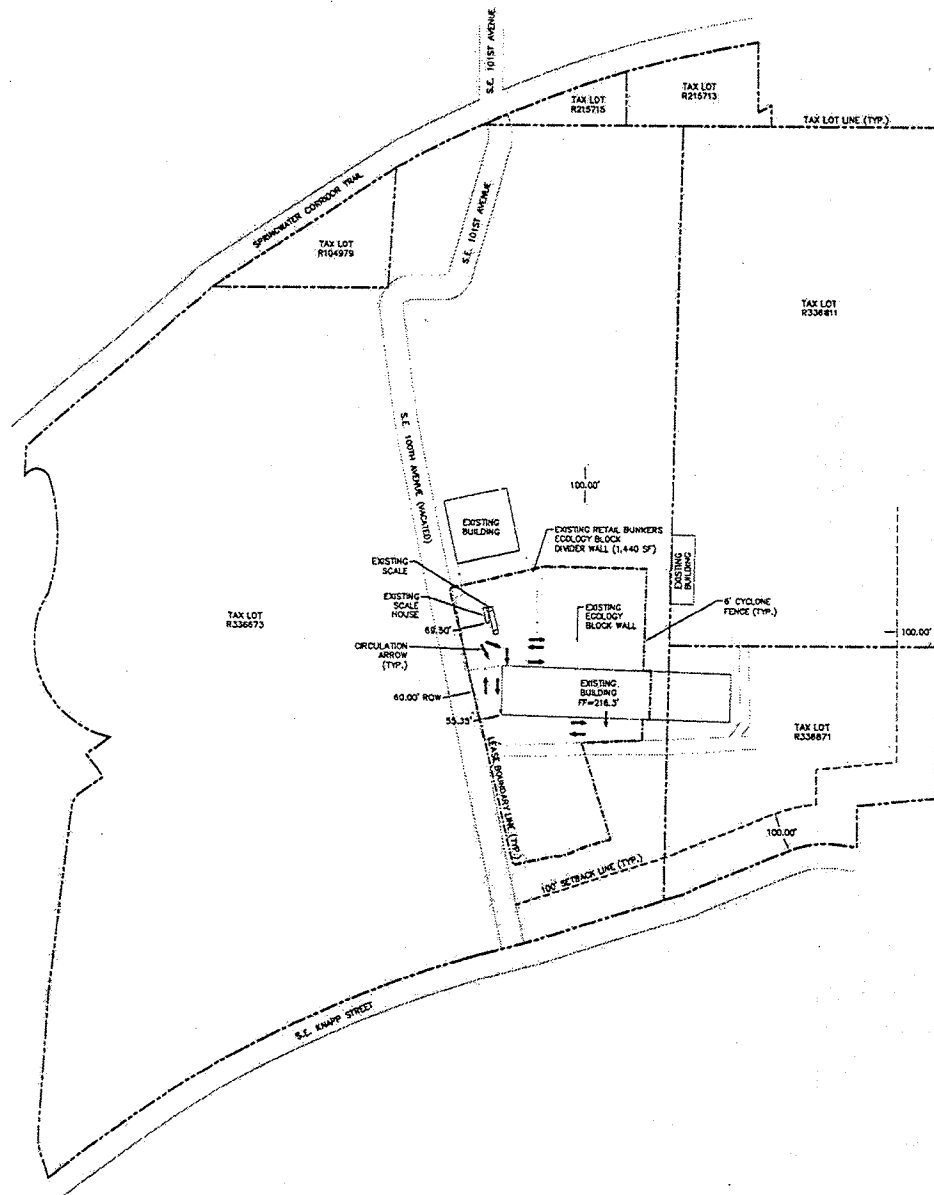 S.E. 101ST AVENUE
TAX LOT
R215715
TAX LOT
R215713
TAX LOT LINE (TYP.)
SPRINGWATER CORRIDOR TRAIL
TAX LOT
R104979
S.E. 101ST AVENUE
TAX LOT
R336811
S.E. 100TH AVENUE (VACATED)
100.00'
EXISTING
BUILDING
EXISTING RETAIL BUNKERS
ECOLOGY BLOCK
DIVIDER WALL (1,440 SF)
EXISTING
SCALE
EXISTING
BUILDING
EXISTING
SCALE
HOUSE
EXISTING
ECOLOGY
BLOCK WALL
6' CYCLONE
FENCE (TYP.)
TAX LOT
R336673
69.50'
100.00'
CIRCULATION
ARROW
(TYP.)
EXISTING
BUILDING
FF=216.3'
60.00' ROW
55.35'
TAX LOT
R336871
LEASE BOUNDARY LINE (TYP.)
100.00'
100' SETBACK LINE (TYP.)
S.E. KNAPP STREET